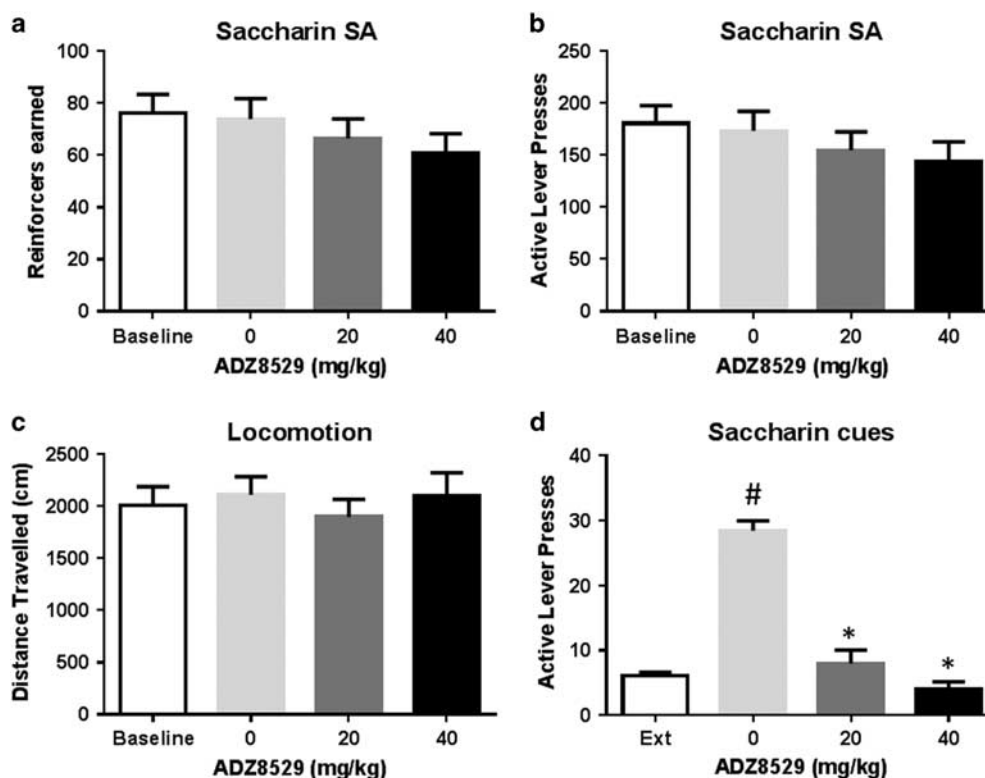 a
Saccharin SA
Reinforcers earned
100
80
60
40
20
0
Baseline 0 20 40
ADZ8529 (mg/kg)
b
Saccharin SA
Active Lever Presses
250
200
150
100
50
0
Baseline 0 20 40
ADZ8529 (mg/kg)
c
Locomotion
Distance Travelled (cm)
2500
2000
1500
1000
500
0
Baseline 0 20 40
ADZ8529 (mg/kg)
d
Saccharin cues
Active Lever Presses
40
30
20
10
0
#
*
*
Ext 0 20 40
ADZ8529 (mg/kg)